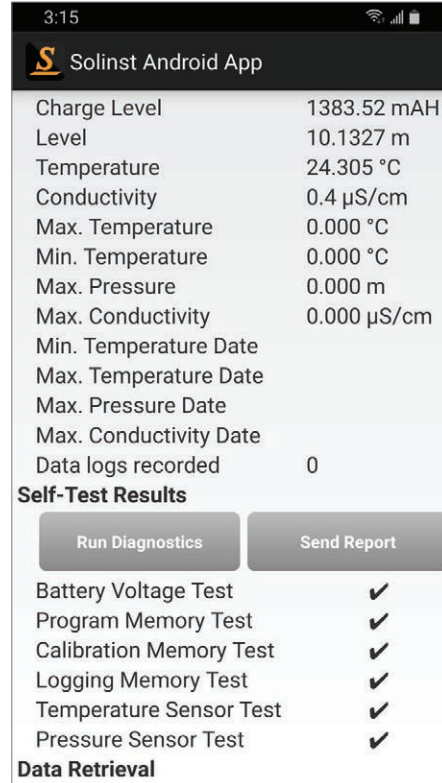 3:15
S Solinst Android App
Charge Level 1383.52 mAH
Level 10.1327 m
Temperature 24.305 °C
Conductivity 0.4 µS/cm
Max. Temperature 0.000 °C
Min. Temperature 0.000 °C
Max. Pressure 0.000 m
Max. Conductivity 0.000 µS/cm
Min. Temperature Date
Max. Temperature Date
Max. Pressure Date
Max. Conductivity Date
Data logs recorded 0
Self-Test Results
Run Diagnostics Send Report
Battery Voltage Test ✔
Program Memory Test ✔
Calibration Memory Test ✔
Logging Memory Test ✔
Temperature Sensor Test ✔
Pressure Sensor Test ✔
Data Retrieval